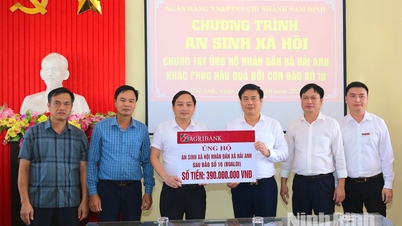 NGÂN HÀNG NN&PTNT CHI NHÁNH NAM ĐỊNH
CHƯƠNG TRÌNH
AN SINH XÃ HỘI
CHUNG TAY ỦNG HỘ NHÂN DÂN XÃ HẢI ANH
KHẮC PHỤC HẬU QUẢ BỞI CƠN BÃO SỐ 10
AGRIBANK
ỦNG HỘ
AN SINH XÃ HỘI NHÂN DÂN XÃ HẢI ANH
SAU BÃO SỐ 10 (BUALOI)
SỐ TIỀN: 390.000.000 VNĐ
Ninh Bình